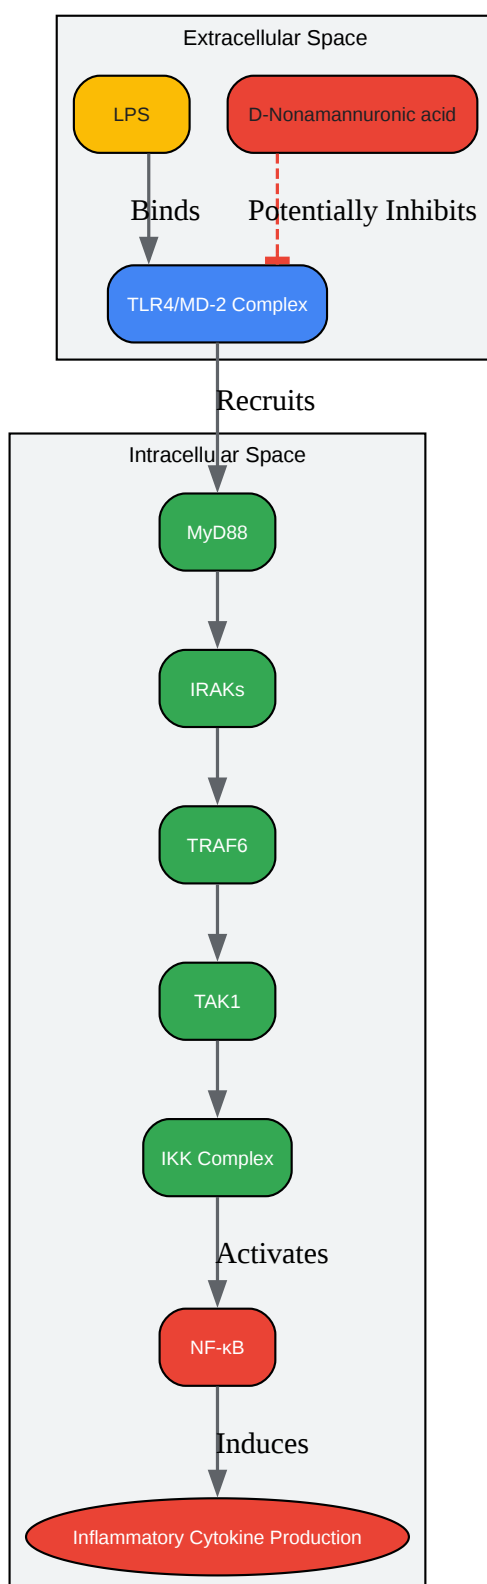 Extracellular Space
LPS
D-Nonamannuronic acid
Binds
Potentially Inhibits
TLR4/MD-2 Complex
Recruits
Intracellular Space
MyD88
IRAKs
TRAF6
TAK1
IKK Complex
Activates
NF-κB
Induces
Inflammatory Cytokine Production